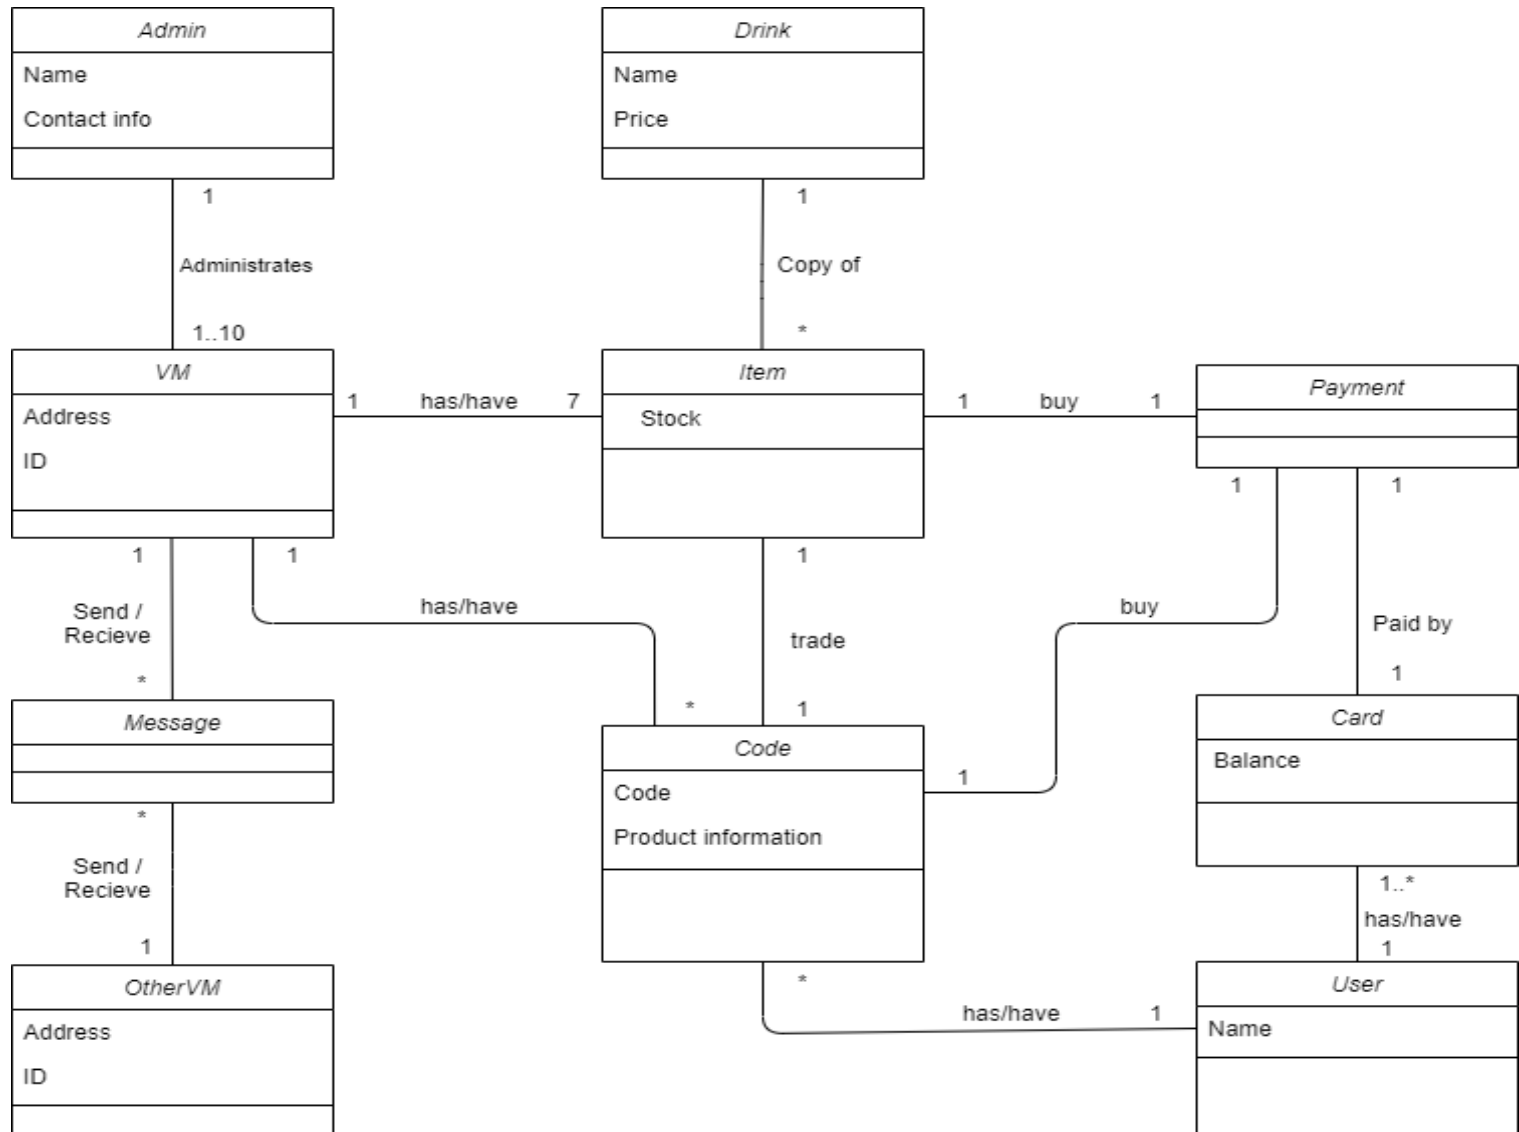 Admin
Name
Contact info
1
Administrates
1..10
Drink
Name
Price
1
Copy of
*
VM
Address
ID
1 has/have 7
Item
Stock
1 buy 1
Payment
1
Send /
Recieve
*
1
has/have
*
1
trade
1
1
buy
1
1
Paid by
1
Message
*
Send /
Recieve
1
Code
Code
Product information
Card
Balance
1..*
has/have
1
OtherVM
Address
ID
*
has/have
1
User
Name